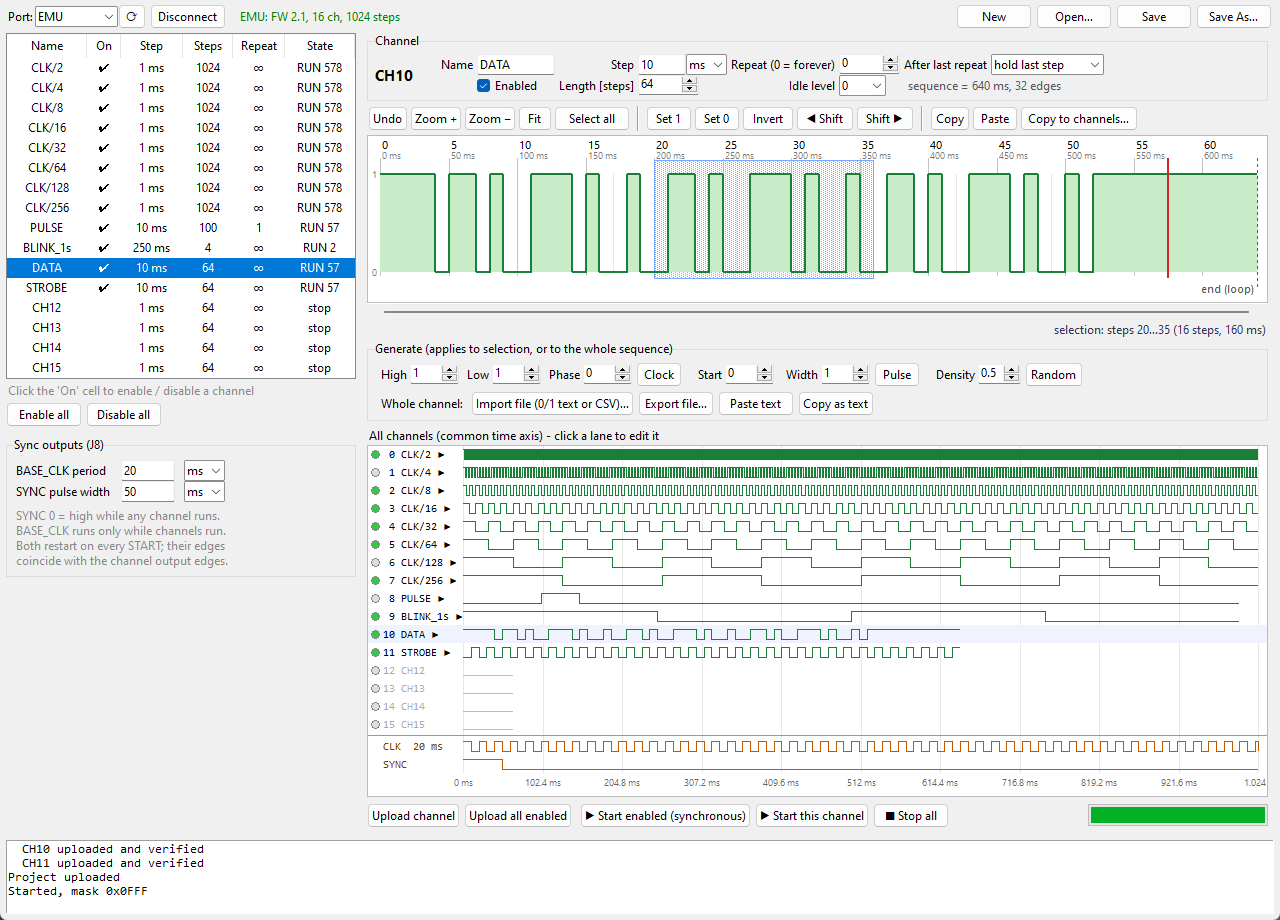 Port: EMU Disconnect EMU: FW 2.1, 16 ch, 1024 steps New Open... Save Save As...
Name On Step Steps Repeat State
CLK/2 ✔ 1 ms 1024 ∞ RUN 578
CLK/4 ✔ 1 ms 1024 ∞ RUN 578
CLK/8 ✔ 1 ms 1024 ∞ RUN 578
CLK/16 ✔ 1 ms 1024 ∞ RUN 578
CLK/32 ✔ 1 ms 1024 ∞ RUN 578
CLK/64 ✔ 1 ms 1024 ∞ RUN 578
CLK/128 ✔ 1 ms 1024 ∞ RUN 578
CLK/256 ✔ 1 ms 1024 ∞ RUN 578
PULSE ✔ 10 ms 100 1 RUN 57
BLINK_1s ✔ 250 ms 4 ∞ RUN 2
DATA ✔ 10 ms 64 ∞ RUN 57
STROBE ✔ 10 ms 64 ∞ RUN 57
CH12 1 ms 64 ∞ stop
CH13 1 ms 64 ∞ stop
CH14 1 ms 64 ∞ stop
CH15 1 ms 64 ∞ stop
Click the 'On' cell to enable / disable a channel
Enable all Disable all
Sync outputs (J8)
BASE_CLK period 20 ms
SYNC pulse width 50 ms
SYNC 0 = high while any channel runs.
BASE_CLK runs only while channels run.
Both restart on every START; their edges
coincide with the channel output edges.
Channel
CH10
Name DATA Step 10 ms Repeat (0 = forever) 0 After last repeat hold last step
Enabled Length [steps] 64 Idle level 0 sequence = 640 ms, 32 edges
Undo Zoom + Zoom − Fit Select all Set 1 Set 0 Invert ◀ Shift Shift ▶ Copy Paste Copy to channels...
0 5 10 15 20 25 30 35 40 45 50 55 60
0 ms 50 ms 100 ms 150 ms 200 ms 250 ms 300 ms 350 ms 400 ms 450 ms 500 ms 550 ms 600 ms
1
0
end (loop)
selection: steps 20...35 (16 steps, 160 ms)
Generate (applies to selection, or to the whole sequence)
High 1 Low 1 Phase 0 Clock Start 0 Width 1 Pulse Density 0.5 Random
Whole channel: Import file (0/1 text or CSV)... Export file... Paste text Copy as text
All channels (common time axis) - click a lane to edit it
0 CLK/2 ▶
1 CLK/4 ▶
2 CLK/8 ▶
3 CLK/16 ▶
4 CLK/32 ▶
5 CLK/64 ▶
6 CLK/128 ▶
7 CLK/256 ▶
8 PULSE ▶
9 BLINK_1s ▶
10 DATA ▶
11 STROBE ▶
12 CH12
13 CH13
14 CH14
15 CH15
CLK 20 ms
SYNC
0 ms 102.4 ms 204.8 ms 307.2 ms 409.6 ms 512 ms 614.4 ms 716.8 ms 819.2 ms 921.6 ms 1.024
Upload channel Upload all enabled ▶ Start enabled (synchronous) ▶ Start this channel ■ Stop all
CH10 uploaded and verified
CH11 uploaded and verified
Project uploaded
Started, mask 0x0FFF